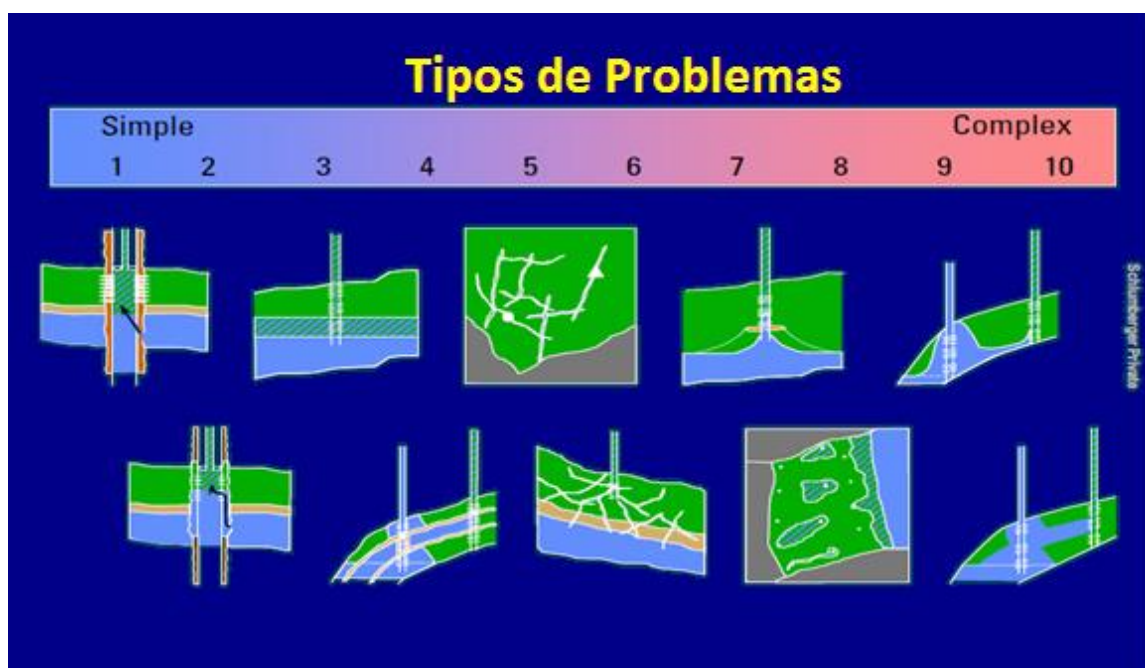 Tipos de Problemas
Simple Complex
1 2 3 4 5 6 7 8 9 10
Schlumberger Private